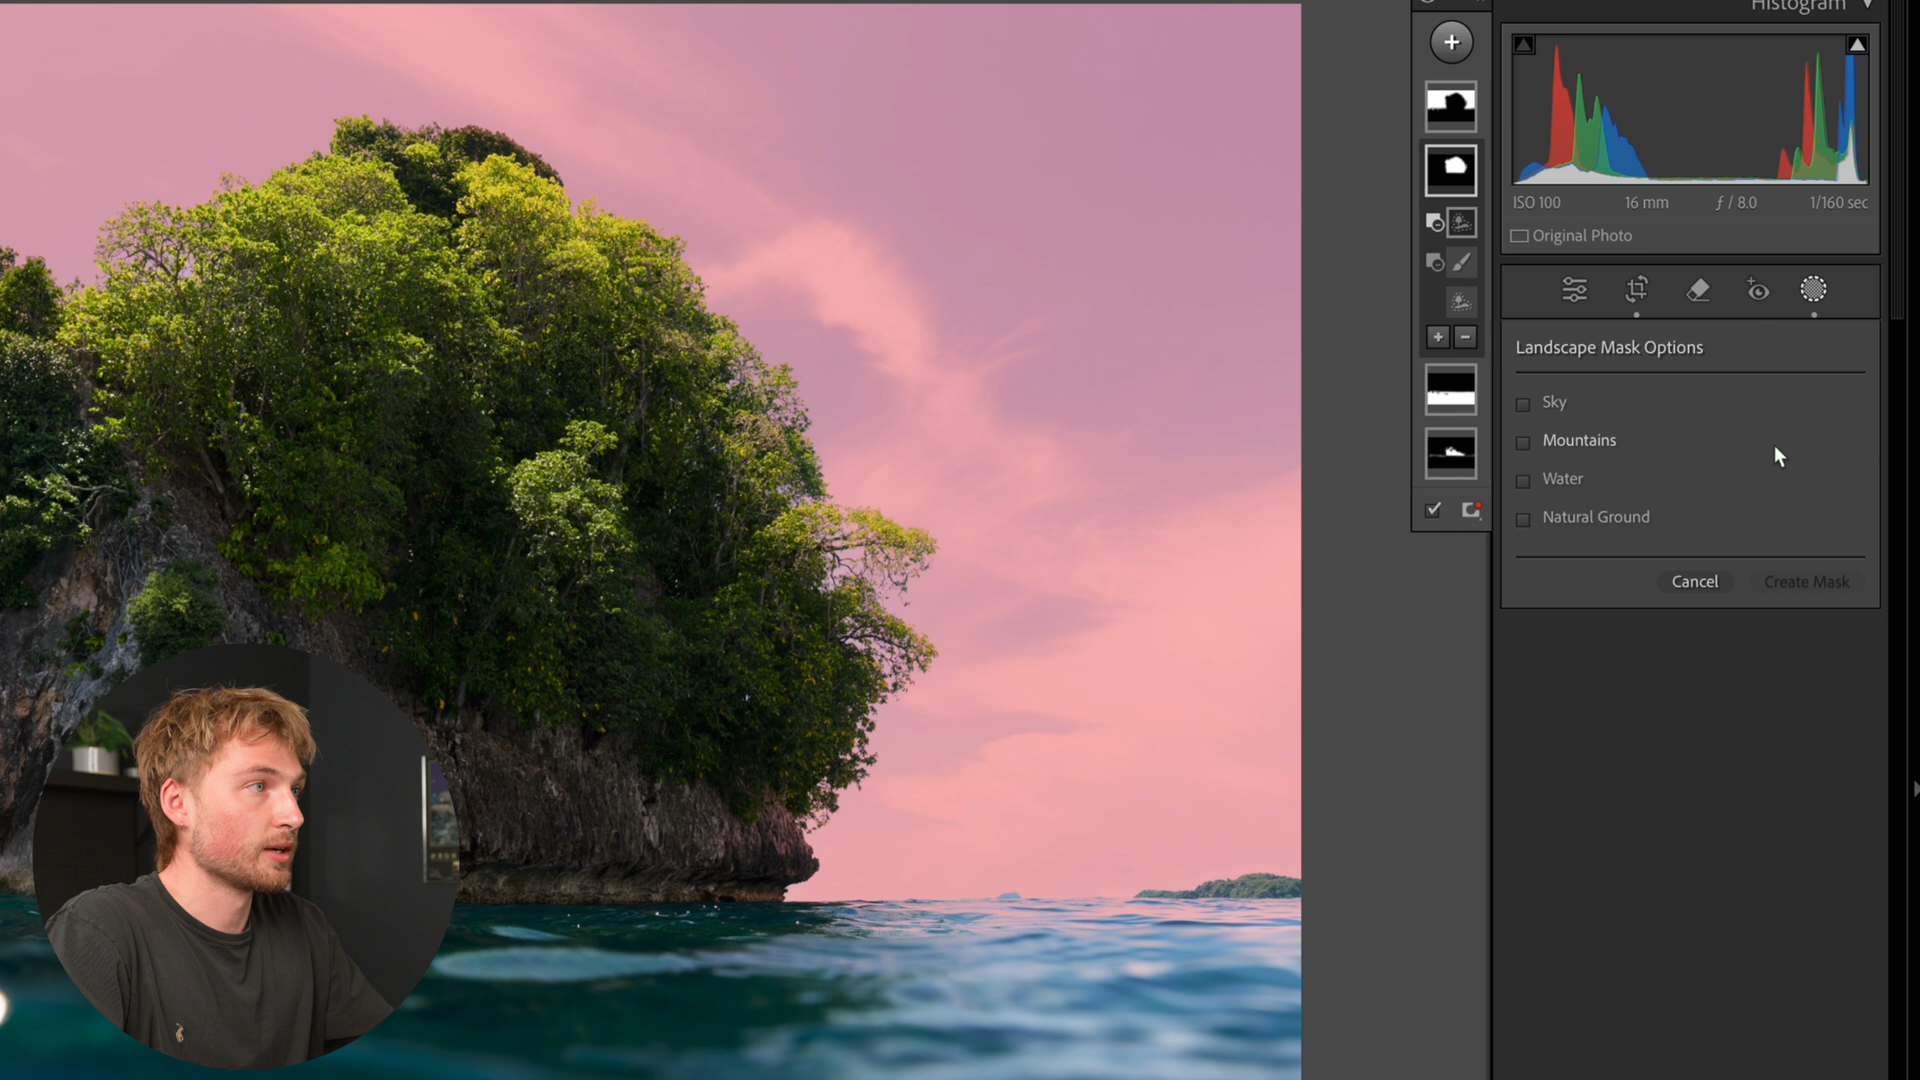 Histogram
ISO 100 16 mm ƒ / 8.0 1/160 sec
Original Photo
Landscape Mask Options
Sky
Mountains
Water
Natural Ground
Cancel Create Mask